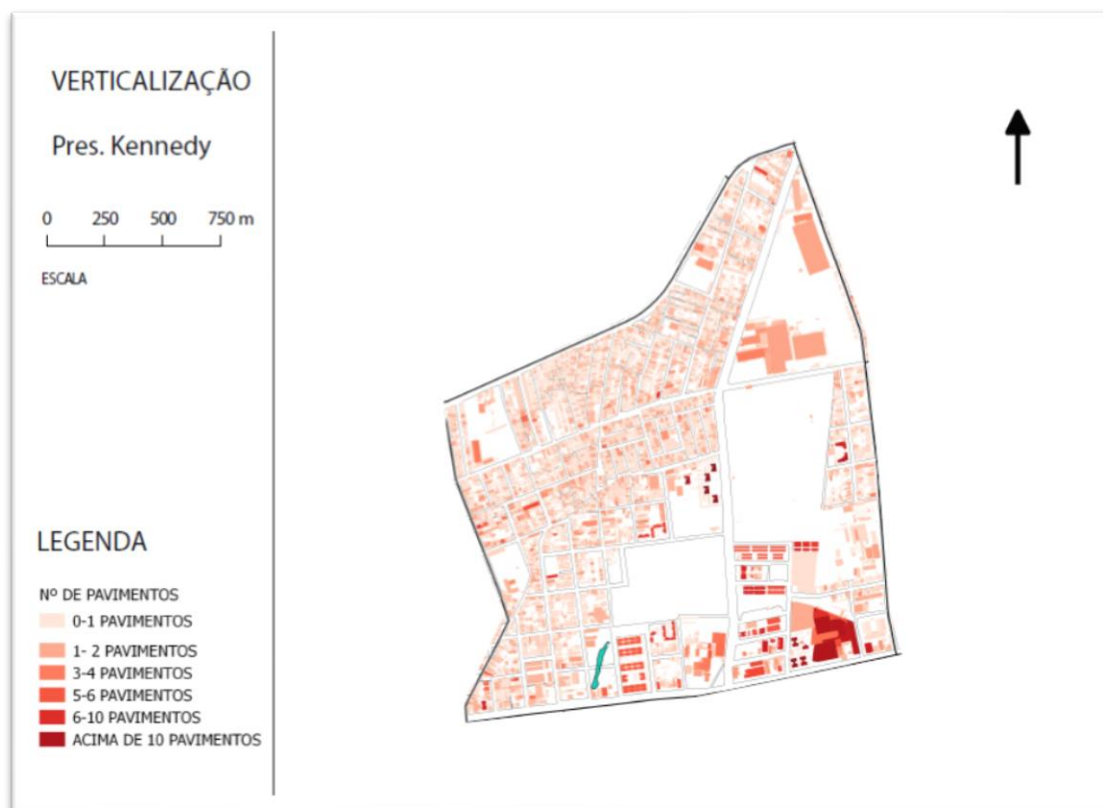 VERTICALIZAÇÃO
Pres. Kennedy
0 250 500 750 m
ESCALA
LEGENDA
Nº DE PAVIMENTOS
0-1 PAVIMENTOS
1- 2 PAVIMENTOS
3-4 PAVIMENTOS
5-6 PAVIMENTOS
6-10 PAVIMENTOS
ACIMA DE 10 PAVIMENTOS